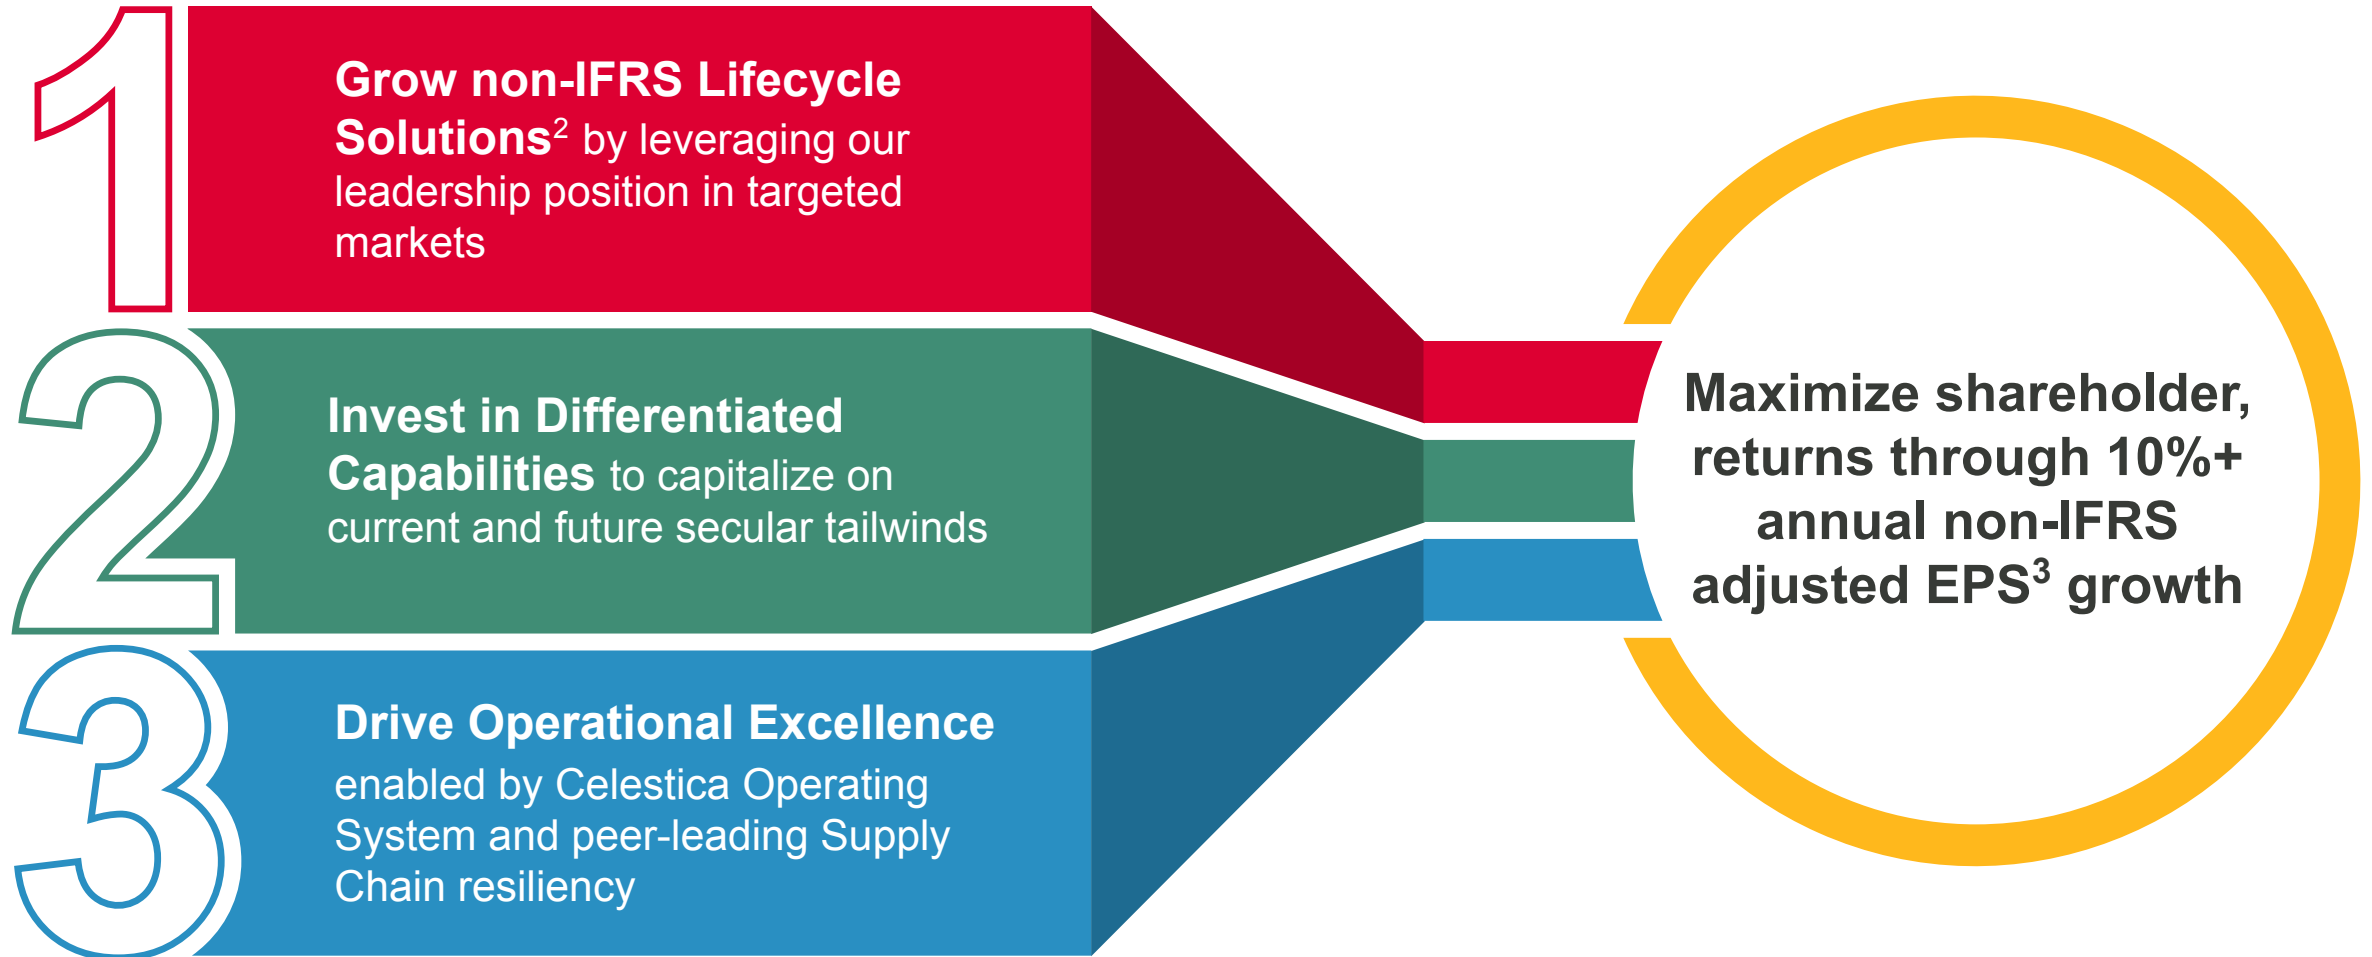 1
Grow non-IFRS Lifecycle
Solutions² by leveraging our
leadership position in targeted
markets
2
Invest in Differentiated
Capabilities to capitalize on
current and future secular tailwinds
3
Drive Operational Excellence
enabled by Celestica Operating
System and peer-leading Supply
Chain resiliency
Maximize shareholder,
returns through 10%+
annual non-IFRS
adjusted EPS³ growth